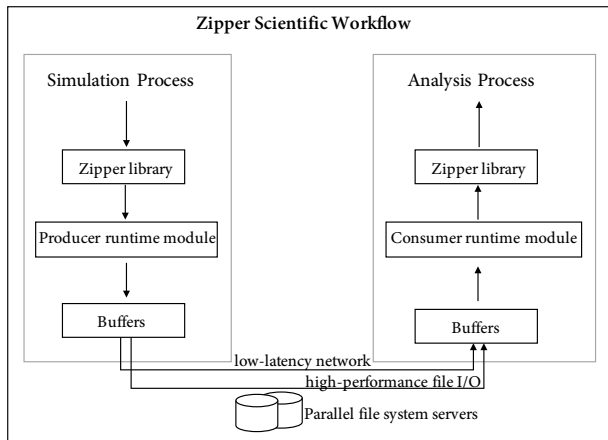 Zipper Scientific Workflow
Simulation Process
Zipper library
Producer runtime module
Buffers
Analysis Process
Zipper library
Consumer runtime module
Buffers
low-latency network
high-performance file I/O
Parallel file system servers